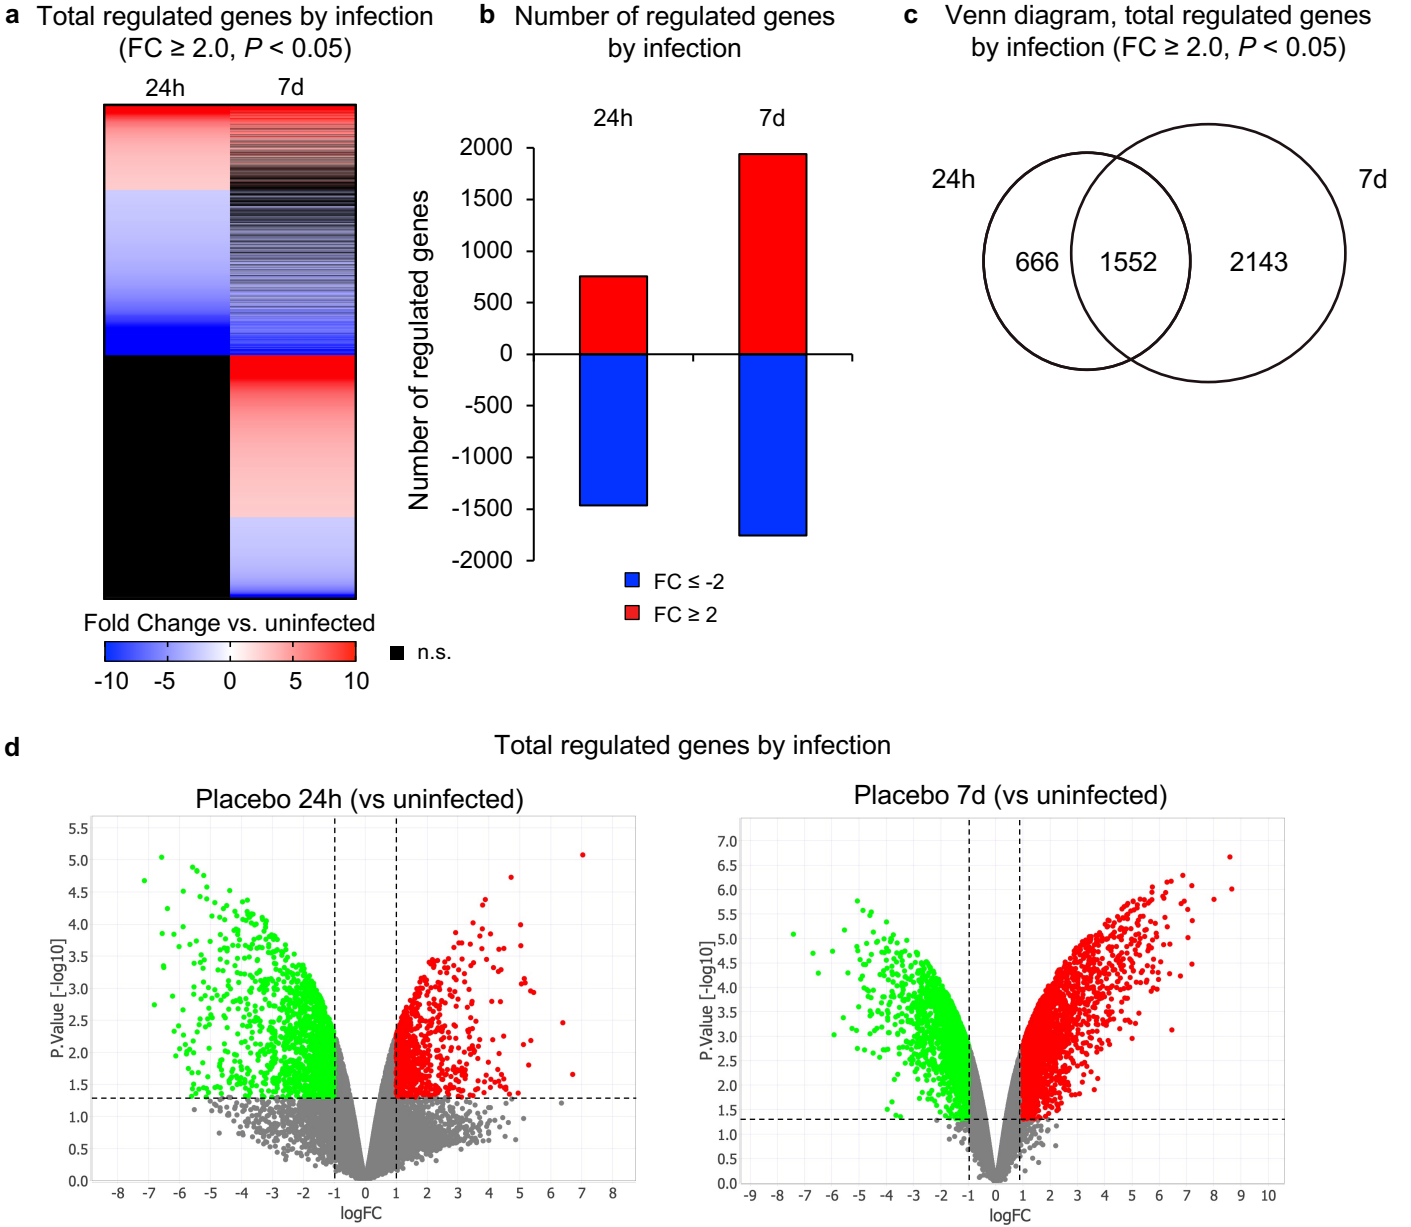 a Total regulated genes by infection
(FC ≥ 2.0, P < 0.05)
24h 7d
Fold Change vs. uninfected
-10 -5 0 5 10
n.s.
b Number of regulated genes
by infection
24h 7d
Number of regulated genes
2000
1500
1000
500
0
-500
-1000
-1500
-2000
FC ≤ -2
FC ≥ 2
c Venn diagram, total regulated genes
by infection (FC ≥ 2.0, P < 0.05)
24h 7d
666 1552 2143
d Total regulated genes by infection
Placebo 24h (vs uninfected)
P.Value [-log10]
5.5
5.0
4.5
4.0
3.5
3.0
2.5
2.0
1.5
1.0
0.5
0.0
-8 -7 -6 -5 -4 -3 -2 -1 0 1 2 3 4 5 6 7 8
logFC
Placebo 7d (vs uninfected)
P.Value [-log10]
7.0
6.5
6.0
5.5
5.0
4.5
4.0
3.5
3.0
2.5
2.0
1.5
1.0
0.5
0.0
-9 -8 -7 -6 -5 -4 -3 -2 -1 0 1 2 3 4 5 6 7 8 9 10
logFC